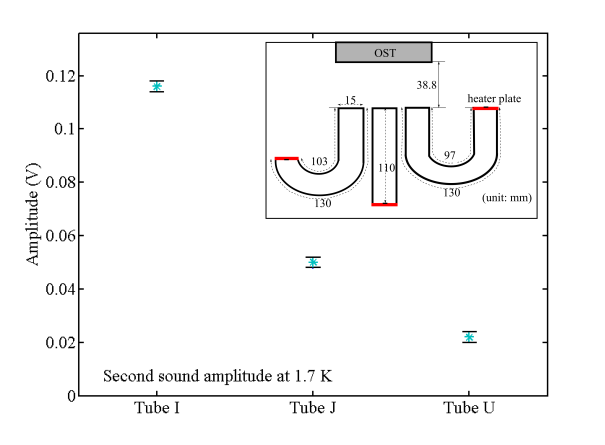 0.12
0.1
0.08
0.06
0.04
0.02
0
Amplitude (V)
OST
38.8
15
heater plate
103
110
97
130
130
(unit: mm)
Second sound amplitude at 1.7 K
Tube I
Tube J
Tube U